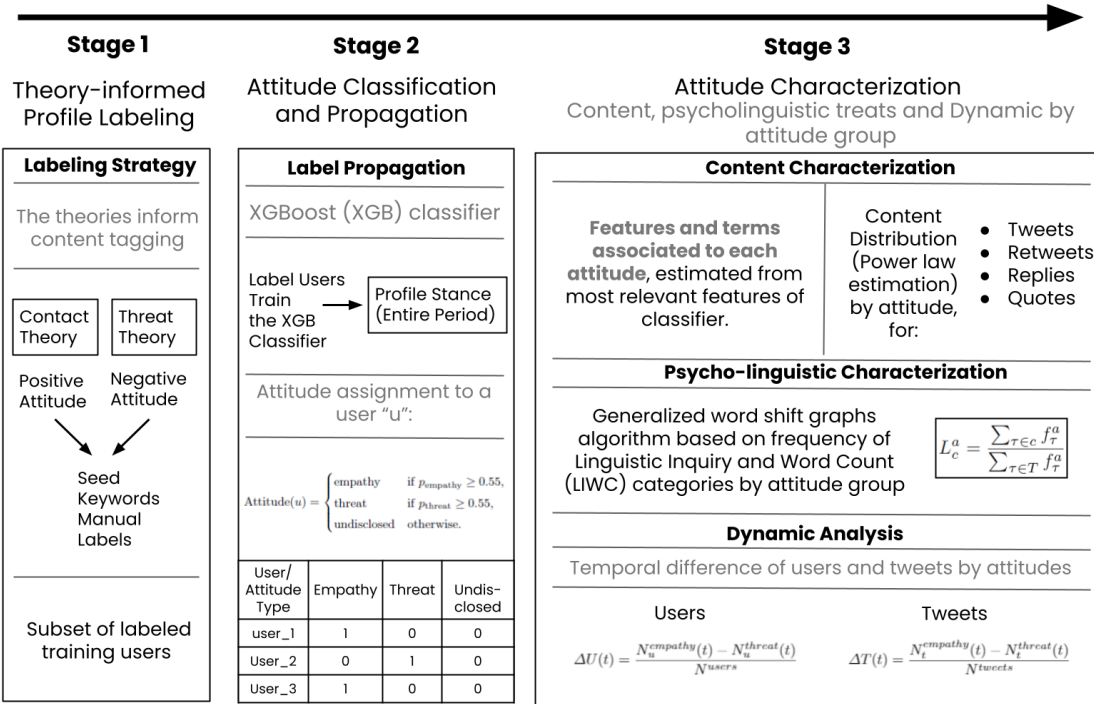 Stage 1
Theory-informed
Profile Labeling
Labeling Strategy
The theories inform
content tagging
Contact
Theory
Threat
Theory
Positive
Attitude
Negative
Attitude
Seed
Keywords
Manual
Labels
Subset of labeled
training users
Stage 2
Attitude Classification
and Propagation
Label Propagation
XGBoost (XGB) classifier
Label Users
Train
the XGB
Classifier
Profile Stance
(Entire Period)
Attitude assignment to a
user “u”:
Attitude(u) = { empathy if p_empathy ≥ 0.55,
threat if p_threat ≥ 0.55,
undisclosed otherwise.
User/
Attitude
Type
Empathy
Threat
Undis-
closed
user_1 1 0 0
User_2 0 1 0
User_3 1 0 0
Stage 3
Attitude Characterization
Content, psycholinguistic treats and Dynamic by
attitude group
Content Characterization
Features and terms
associated to each
attitude, estimated from
most relevant features of
classifier.
Content
Distribution
(Power law
estimation)
by attitude,
for:
● Tweets
● Retweets
● Replies
● Quotes
Psycho-linguistic Characterization
Generalized word shift graphs
algorithm based on frequency of
Linguistic Inquiry and Word Count
(LIWC) categories by attitude group
L_c^a = ∑_{τ∈c} f_τ^a / ∑_{τ∈T} f_τ^a
Dynamic Analysis
Temporal difference of users and tweets by attitudes
Users
ΔU(t) = (N_u^{empathy}(t) − N_u^{threat}(t)) / N^{users}
Tweets
ΔT(t) = (N_t^{empathy}(t) − N_t^{threat}(t)) / N^{tweets}